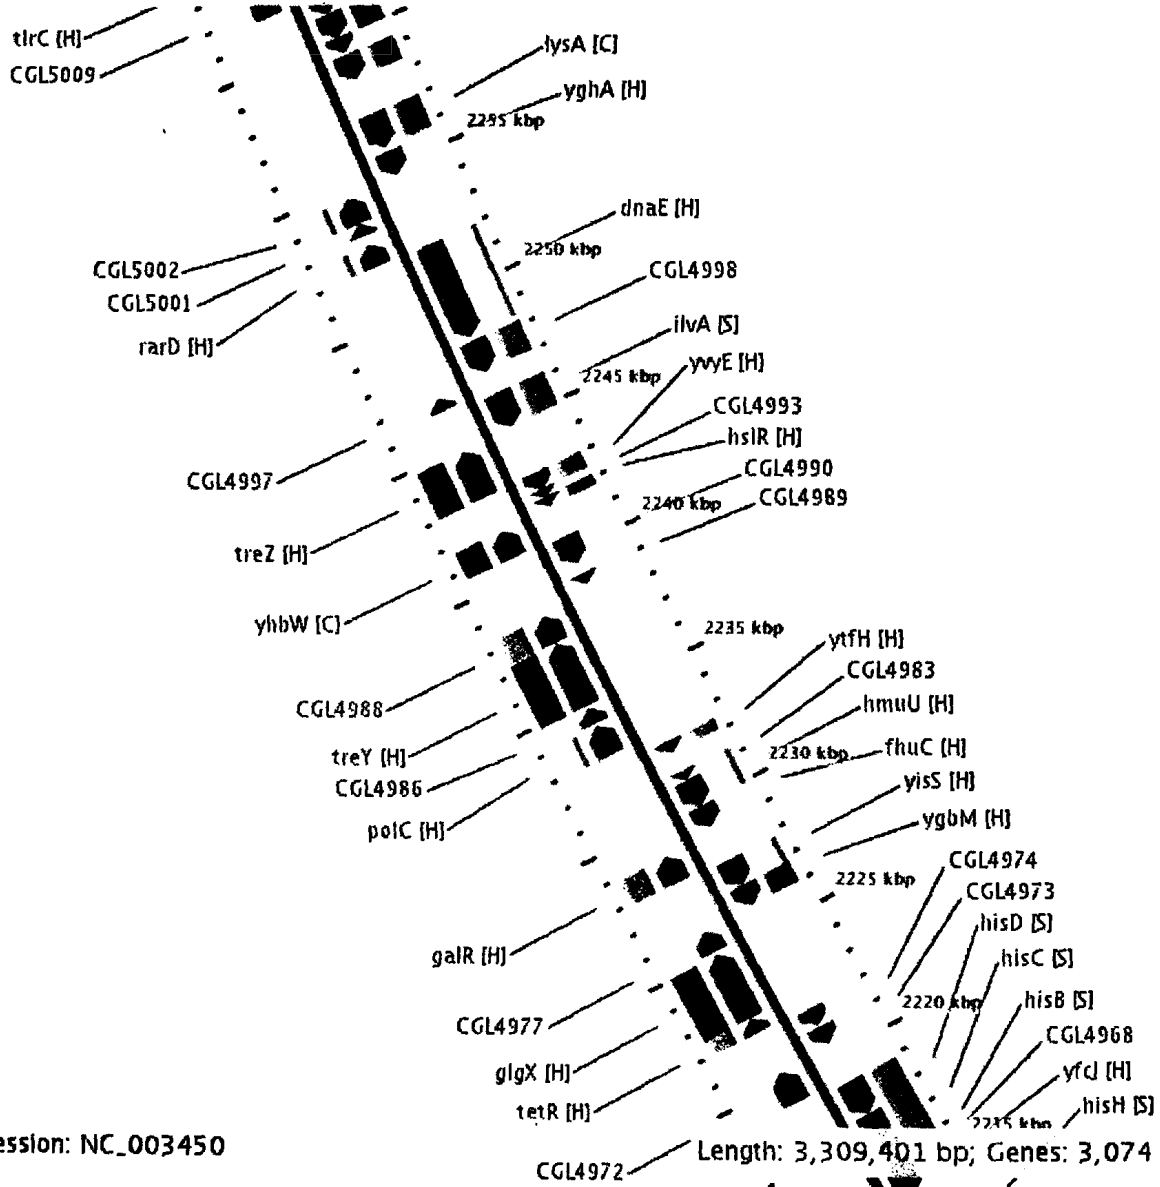 tlrC [H]
CGL5009
lysA [C]
yghA [H]
2255 kbp
dnaE [H]
2250 kbp
CGL5002
CGL4998
CGL5001
ilvA [S]
rarD [H]
yvyE [H]
2245 kbp
CGL4993
hslR [H]
CGL4990
CGL4997
CGL4989
2240 kbp
treZ [H]
yhbW [C]
2235 kbp
ytfH [H]
CGL4983
CGL4988
hmuU [H]
treY [H]
2230 kbp
fhuC [H]
CGL4986
yisS [H]
polC [H]
ygbM [H]
CGL4974
2225 kbp
CGL4973
hisD [S]
galR [H]
hisC [S]
2220 kbp
hisB [S]
CGL4977
CGL4968
glgX [H]
yfcJ [H]
tetR [H]
hisH [S]
2215 kbp
ession: NC_003450
Length: 3,309,401 bp; Genes: 3,074
CGL4972